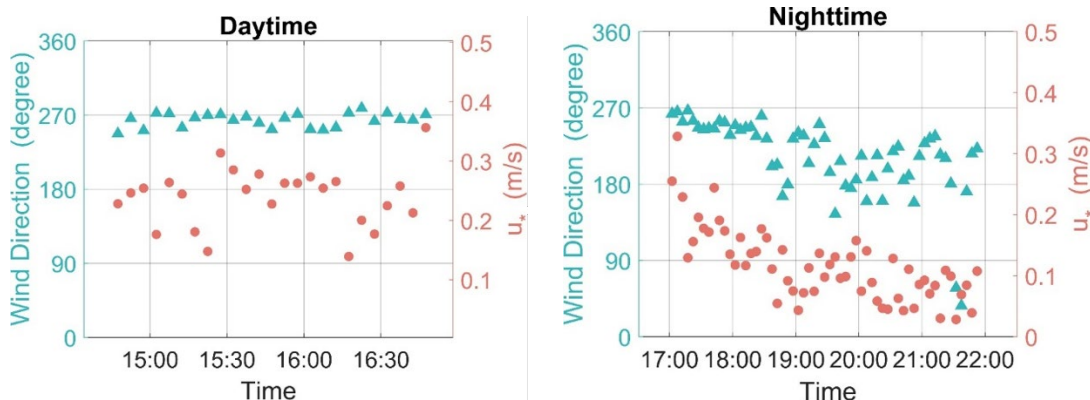 Daytime
360
270
180
90
0
Wind Direction (degree)
0.5
0.4
0.3
0.2
0.1
u* (m/s)
15:00 15:30 16:00 16:30
Time
Nighttime
360
270
180
90
0
Wind Direction (degree)
0.5
0.4
0.3
0.2
0.1
0
u* (m/s)
17:00 18:00 19:00 20:00 21:00 22:00
Time